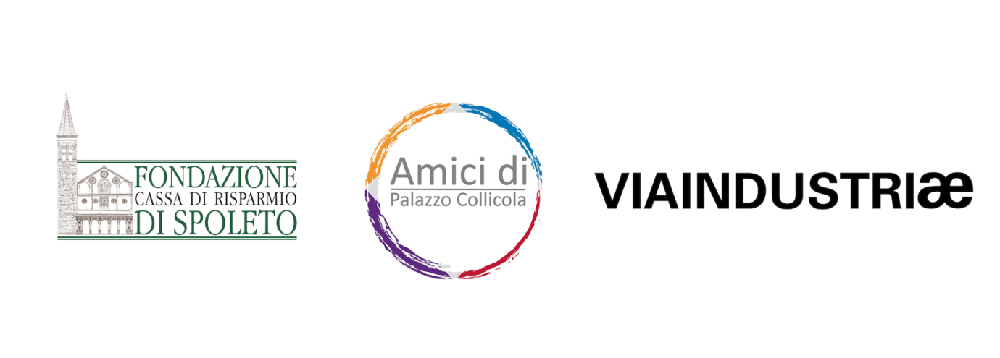 FONDAZIONE
CASSA DI RISPARMIO
DI SPOLETO
Amici di
Palazzo Collicola
VIAINDUSTRIæ